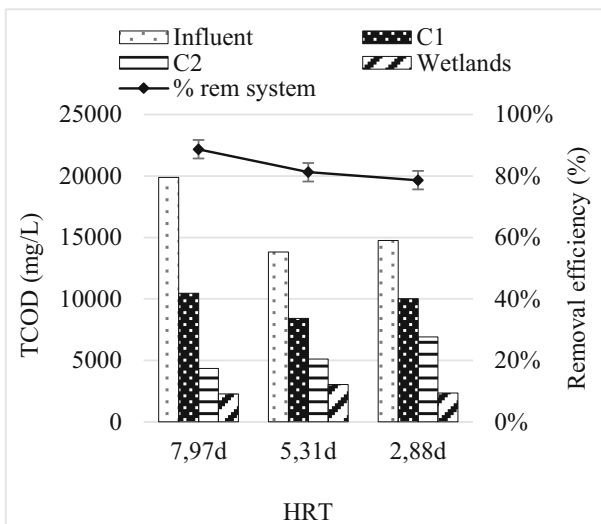 Influent C1
C2 Wetlands
% rem system
25000 100%
20000 80%
15000 60%
10000 40%
5000 20%
0 0%
TCOD (mg/L)
Removal efficiency (%)
7,97d 5,31d 2,88d
HRT